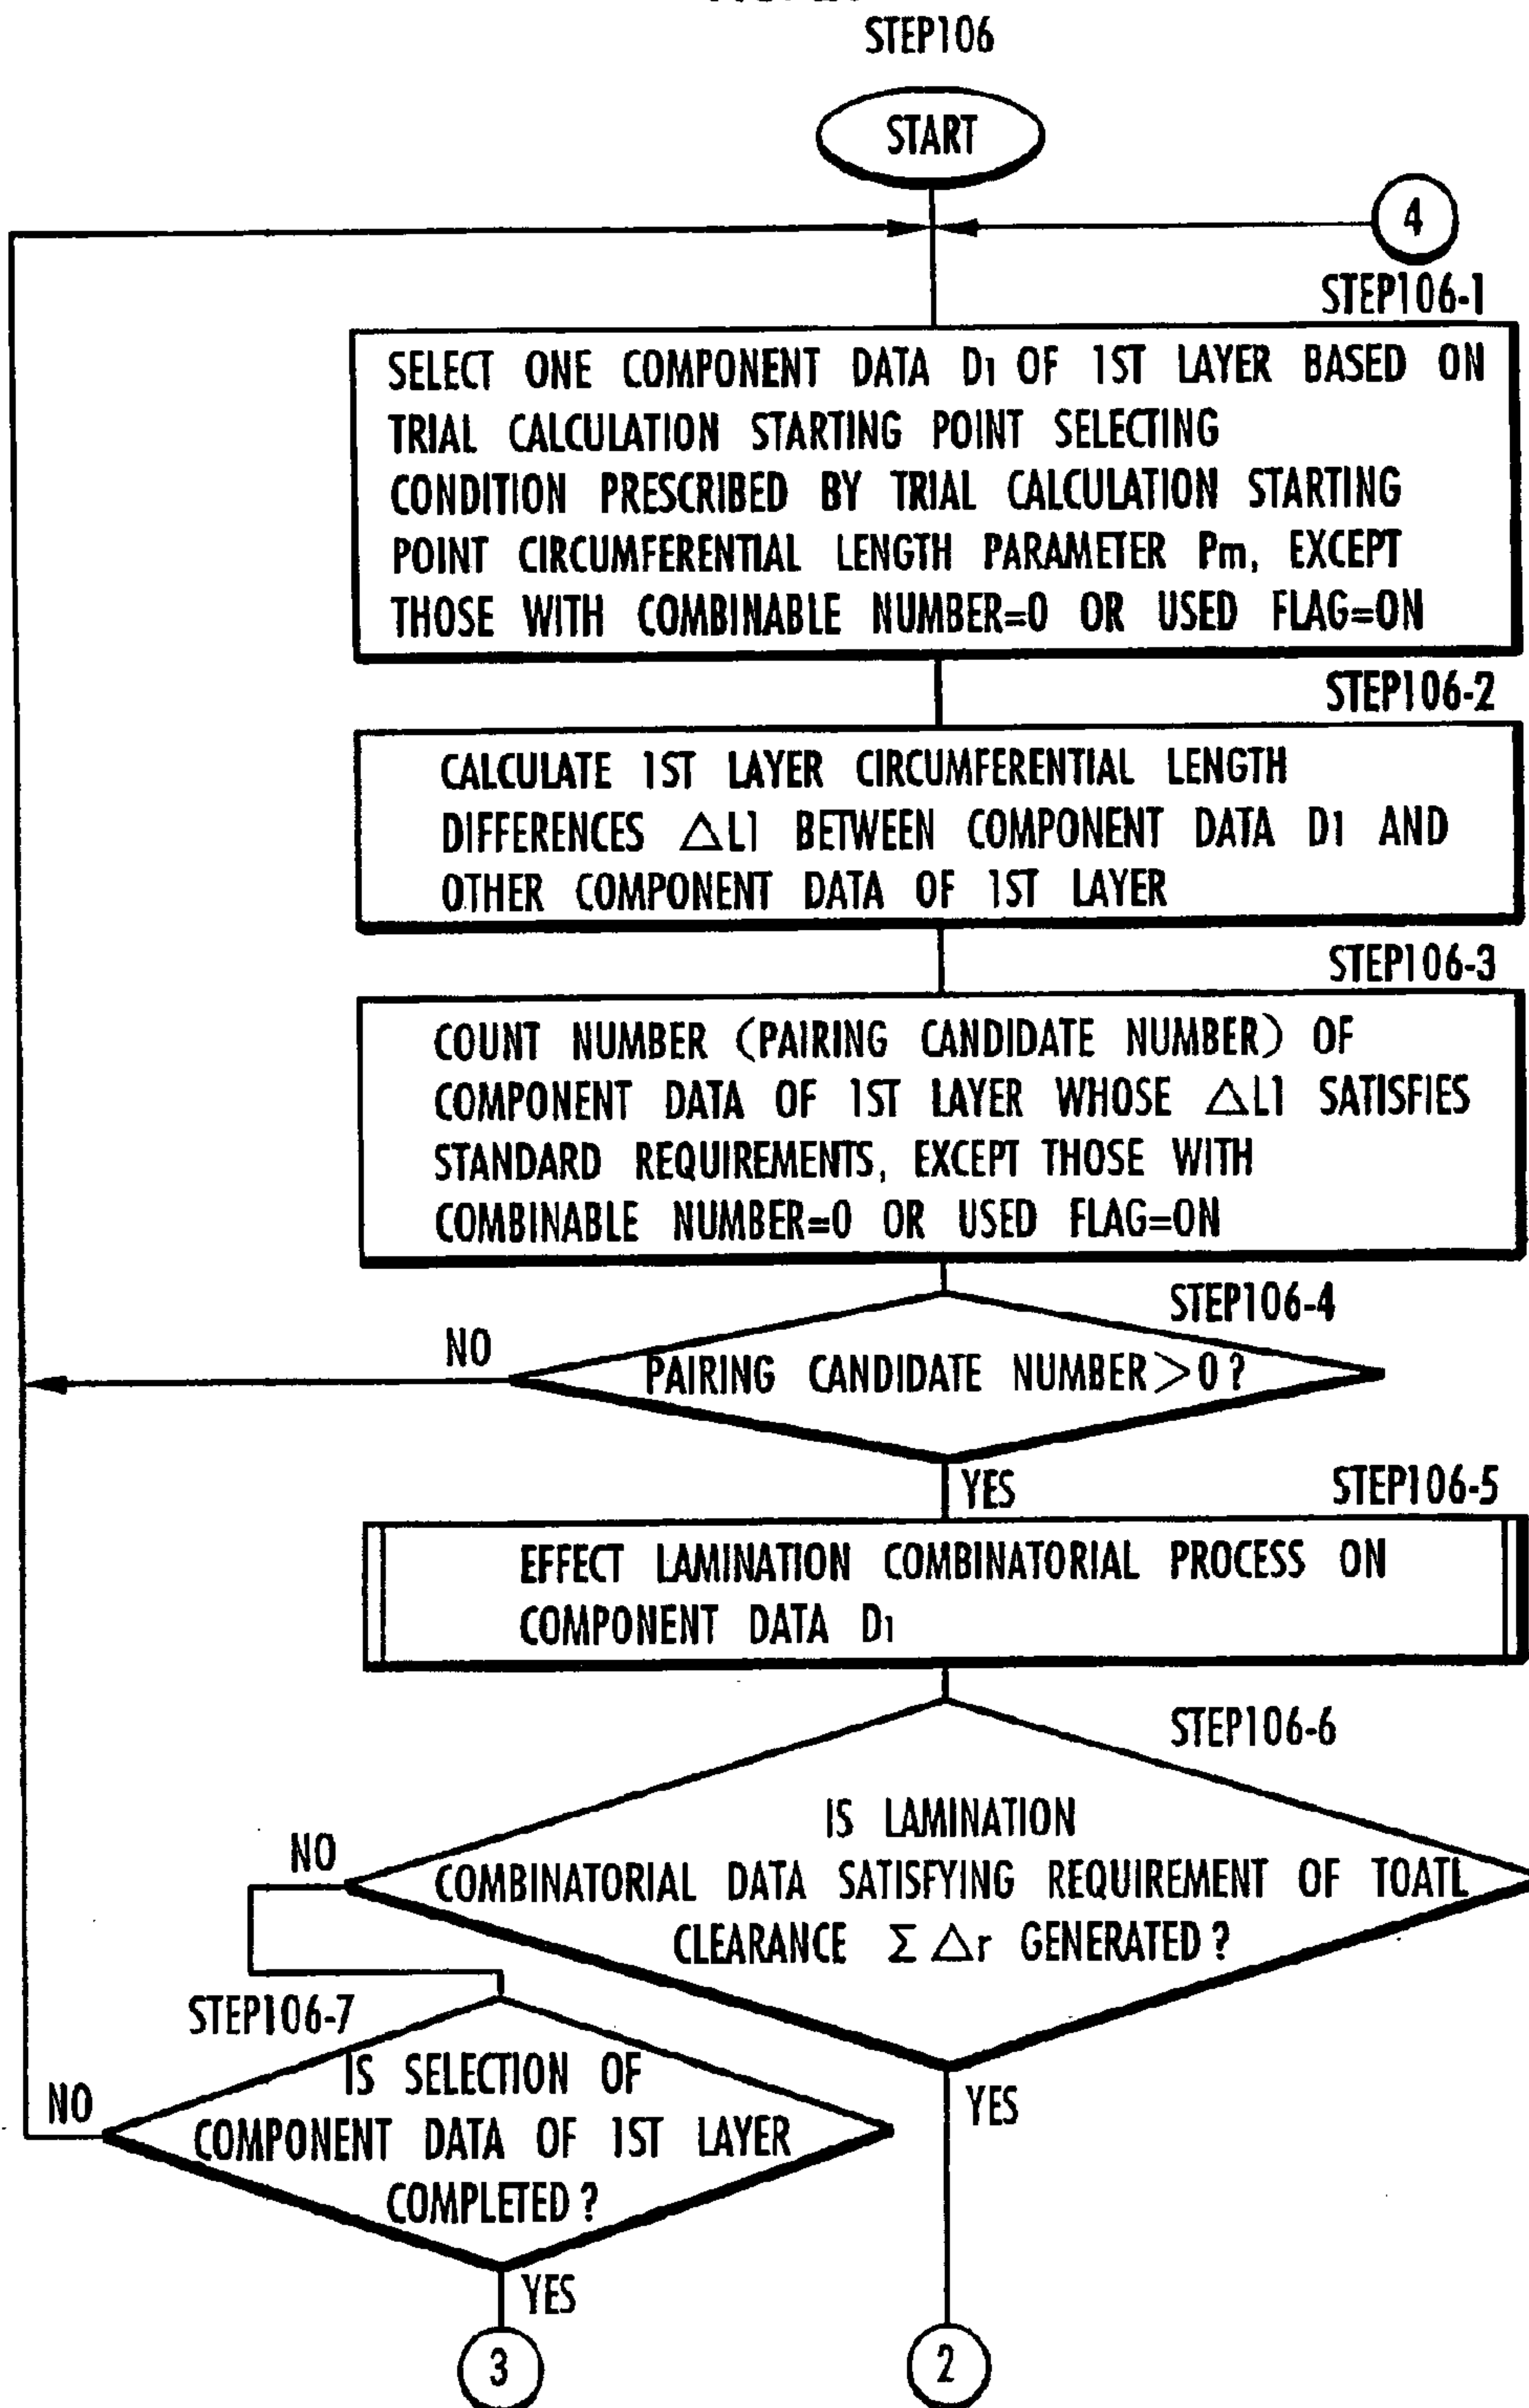 STEP106
START
4
STEP106-1
SELECT ONE COMPONENT DATA D1 OF 1ST LAYER BASED ON
TRIAL CALCULATION STARTING POINT SELECTING
CONDITION PRESCRIBED BY TRIAL CALCULATION STARTING
POINT CIRCUMFERENTIAL LENGTH PARAMETER Pm, EXCEPT
THOSE WITH COMBINABLE NUMBER=0 OR USED FLAG=ON
STEP106-2
CALCULATE 1ST LAYER CIRCUMFERENTIAL LENGTH
DIFFERENCES △L1 BETWEEN COMPONENT DATA D1 AND
OTHER COMPONENT DATA OF 1ST LAYER
STEP106-3
COUNT NUMBER (PAIRING CANDIDATE NUMBER) OF
COMPONENT DATA OF 1ST LAYER WHOSE △L1 SATISFIES
STANDARD REQUIREMENTS, EXCEPT THOSE WITH
COMBINABLE NUMBER=0 OR USED FLAG=ON
STEP106-4
NO
PAIRING CANDIDATE NUMBER>0?
YES
STEP106-5
EFFECT LAMINATION COMBINATORIAL PROCESS ON
COMPONENT DATA D1
STEP106-6
IS LAMINATION
NO
COMBINATORIAL DATA SATISFYING REQUIREMENT OF TOATL
CLEARANCE Σ△r GENERATED?
STEP106-7
YES
IS SELECTION OF
NO
COMPONENT DATA OF 1ST LAYER
COMPLETED?
YES
3
2